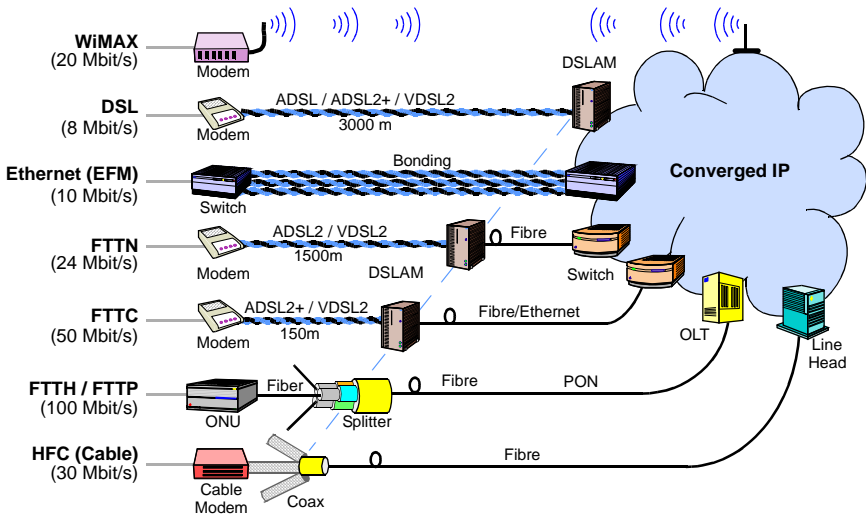 WiMAX
(20 Mbit/s)
Modem
DSLAM
DSL
(8 Mbit/s)
Modem
ADSL / ADSL2+ / VDSL2
3000 m
Ethernet (EFM)
(10 Mbit/s)
Switch
Bonding
Converged IP
FTTN
(24 Mbit/s)
Modem
ADSL2 / VDSL2
1500m
DSLAM
Fibre
Switch
FTTC
(50 Mbit/s)
Modem
ADSL2+ / VDSL2
150m
Fibre/Ethernet
OLT
Line
Head
FTTH / FTTP
(100 Mbit/s)
ONU
Fiber
Splitter
Fibre
PON
HFC (Cable)
(30 Mbit/s)
Cable
Modem
Coax
Fibre